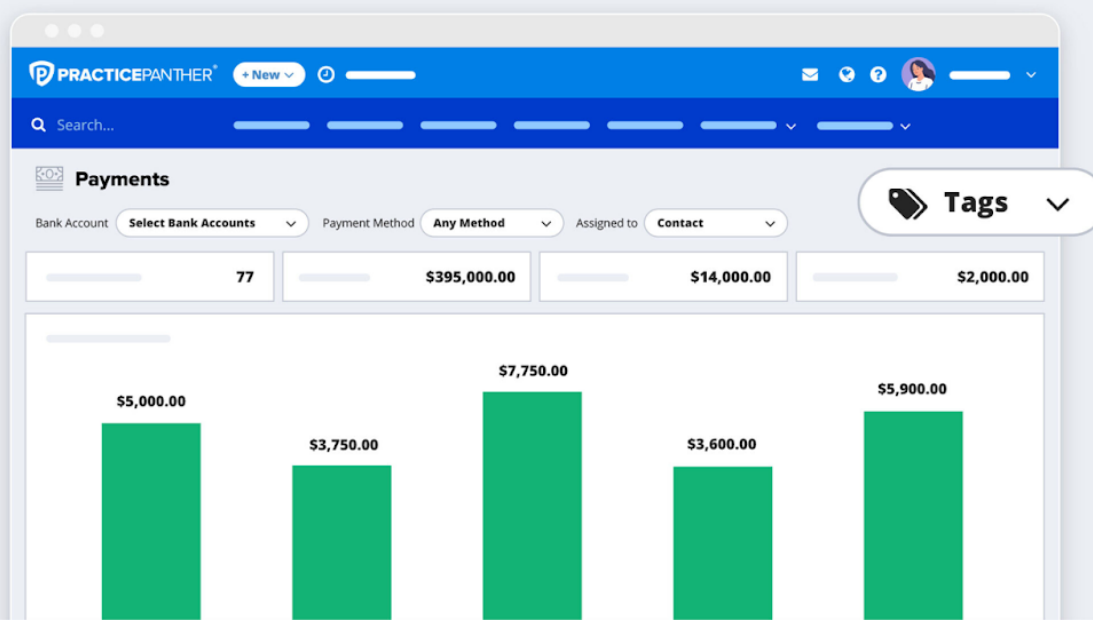 PRACTICEPANTHER® + New
Search...
Payments
Tags
Bank Account Select Bank Accounts Payment Method Any Method Assigned to Contact
77 $395,000.00 $14,000.00 $2,000.00
$7,750.00
$5,900.00
$5,000.00
$3,750.00 $3,600.00